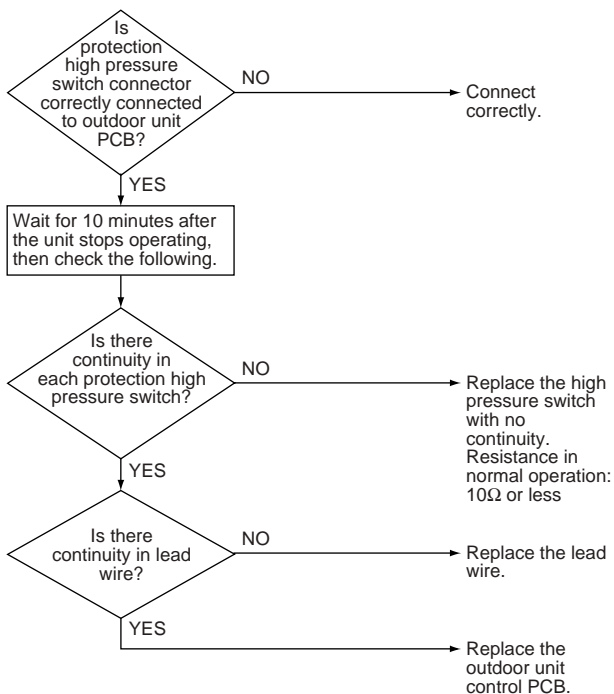 Is
protection
high pressure
switch connector
correctly connected
to outdoor unit
PCB?
NO
Connect
correctly.
YES
Wait for 10 minutes after
the unit stops operating,
then check the following.
Is there
continuity in
each protection high
pressure switch?
NO
Replace the high
pressure switch
with no
continuity.
Resistance in
normal operation:
10Ω or less
YES
Is there
continuity in lead
wire?
NO
Replace the lead
wire.
YES
Replace the
outdoor unit
control PCB.